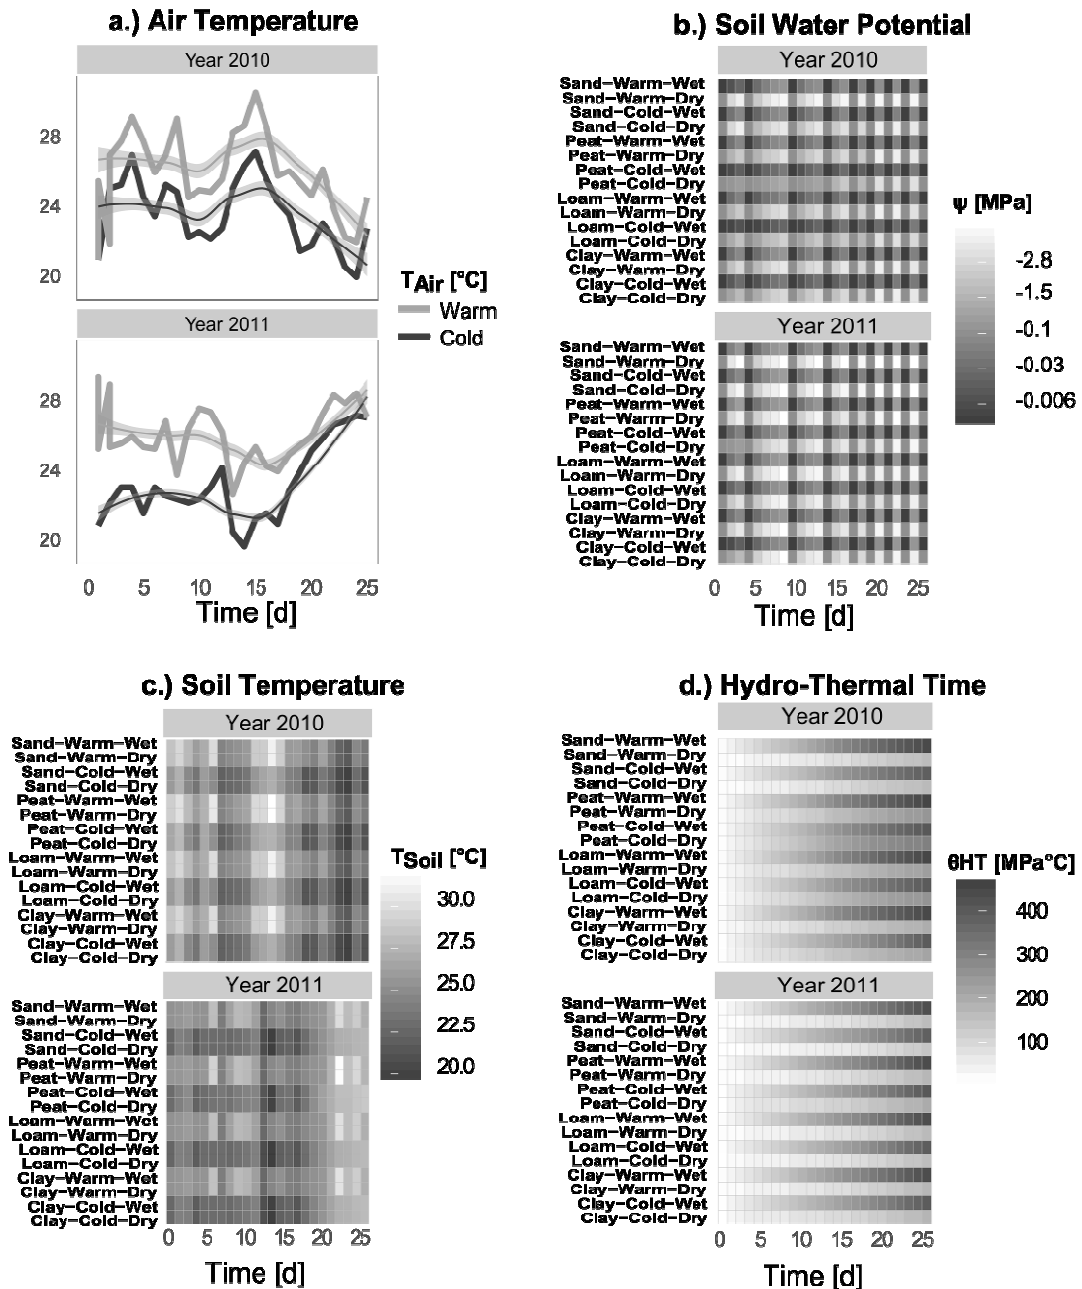 a.) Air Temperature
Year 2010
28
24
20
Year 2011
28
24
20
0 5 10 15 20 25
Time [d]
TAir [°C]
Warm
Cold
b.) Soil Water Potential
Year 2010
Sand-Warm-Wet
Sand-Warm-Dry
Sand-Cold-Wet
Sand-Cold-Dry
Peat-Warm-Wet
Peat-Warm-Dry
Peat-Cold-Wet
Peat-Cold-Dry
Loam-Warm-Wet
Loam-Warm-Dry
Loam-Cold-Wet
Loam-Cold-Dry
Clay-Warm-Wet
Clay-Warm-Dry
Clay-Cold-Wet
Clay-Cold-Dry
Year 2011
Sand-Warm-Wet
Sand-Warm-Dry
Sand-Cold-Wet
Sand-Cold-Dry
Peat-Warm-Wet
Peat-Warm-Dry
Peat-Cold-Wet
Peat-Cold-Dry
Loam-Warm-Wet
Loam-Warm-Dry
Loam-Cold-Wet
Loam-Cold-Dry
Clay-Warm-Wet
Clay-Warm-Dry
Clay-Cold-Wet
Clay-Cold-Dry
0 5 10 15 20 25
Time [d]
ψ [MPa]
-2.8
-1.5
-0.1
-0.03
-0.006
c.) Soil Temperature
Year 2010
Sand-Warm-Wet
Sand-Warm-Dry
Sand-Cold-Wet
Sand-Cold-Dry
Peat-Warm-Wet
Peat-Warm-Dry
Peat-Cold-Wet
Peat-Cold-Dry
Loam-Warm-Wet
Loam-Warm-Dry
Loam-Cold-Wet
Loam-Cold-Dry
Clay-Warm-Wet
Clay-Warm-Dry
Clay-Cold-Wet
Clay-Cold-Dry
Year 2011
Sand-Warm-Wet
Sand-Warm-Dry
Sand-Cold-Wet
Sand-Cold-Dry
Peat-Warm-Wet
Peat-Warm-Dry
Peat-Cold-Wet
Peat-Cold-Dry
Loam-Warm-Wet
Loam-Warm-Dry
Loam-Cold-Wet
Loam-Cold-Dry
Clay-Warm-Wet
Clay-Warm-Dry
Clay-Cold-Wet
Clay-Cold-Dry
0 5 10 15 20 25
Time [d]
TSoil [°C]
30.0
27.5
25.0
22.5
20.0
d.) Hydro-Thermal Time
Year 2010
Sand-Warm-Wet
Sand-Warm-Dry
Sand-Cold-Wet
Sand-Cold-Dry
Peat-Warm-Wet
Peat-Warm-Dry
Peat-Cold-Wet
Peat-Cold-Dry
Loam-Warm-Wet
Loam-Warm-Dry
Loam-Cold-Wet
Loam-Cold-Dry
Clay-Warm-Wet
Clay-Warm-Dry
Clay-Cold-Wet
Clay-Cold-Dry
Year 2011
Sand-Warm-Wet
Sand-Warm-Dry
Sand-Cold-Wet
Sand-Cold-Dry
Peat-Warm-Wet
Peat-Warm-Dry
Peat-Cold-Wet
Peat-Cold-Dry
Loam-Warm-Wet
Loam-Warm-Dry
Loam-Cold-Wet
Loam-Cold-Dry
Clay-Warm-Wet
Clay-Warm-Dry
Clay-Cold-Wet
Clay-Cold-Dry
0 5 10 15 20 25
Time [d]
θHT [MPa°C]
400
300
200
100